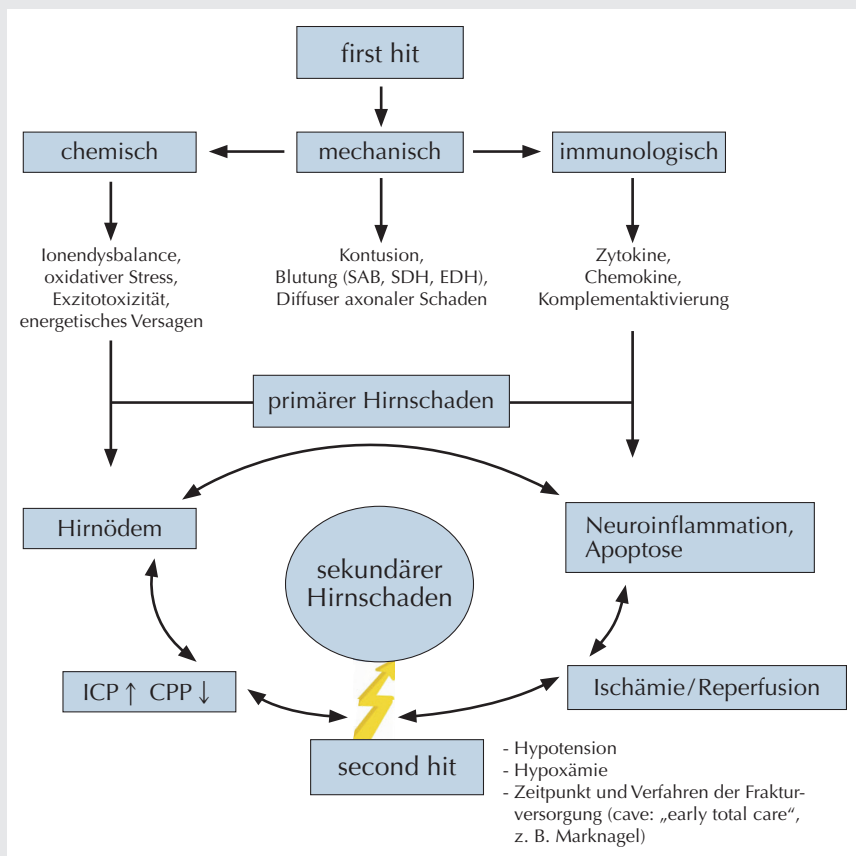 first hit
chemisch
mechanisch
immunologisch
Ionendysbalance,
oxidativer Stress,
Exzitotoxizität,
energetisches Versagen
Kontusion,
Blutung (SAB, SDH, EDH),
Diffuser axonaler Schaden
Zytokine,
Chemokine,
Komplementaktivierung
primärer Hirnschaden
Hirnödem
Neuroinflammation,
Apoptose
sekundärer
Hirnschaden
ICP ↑ CPP ↓
Ischämie/Reperfusion
second hit
- Hypotension
- Hypoxämie
- Zeitpunkt und Verfahren der Fraktur-
versorgung (cave: „early total care“,
z. B. Marknagel)